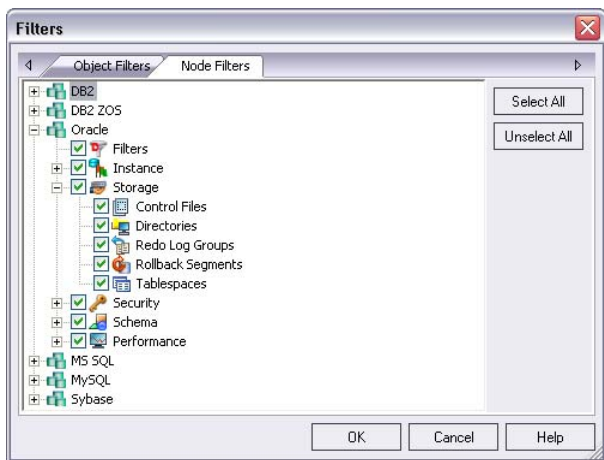 Filters
Object Filters Node Filters
DB2
DB2 ZOS
Oracle
Filters
Instance
Storage
Control Files
Directories
Redo Log Groups
Rollback Segments
Tablespaces
Security
Schema
Performance
MS SQL
MySQL
Sybase
Select All
Unselect All
OK Cancel Help